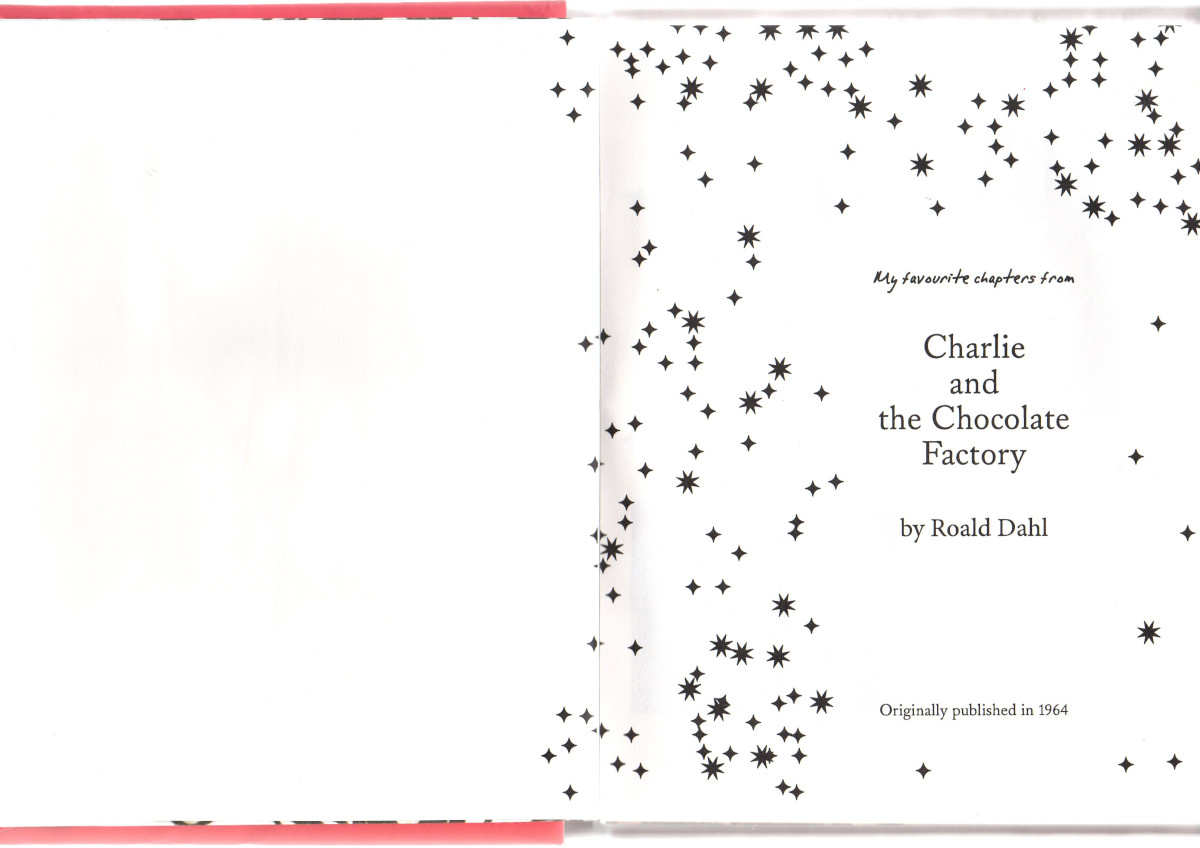 My favourite chapters from
Charlie
and
the Chocolate
Factory
by Roald Dahl
Originally published in 1964